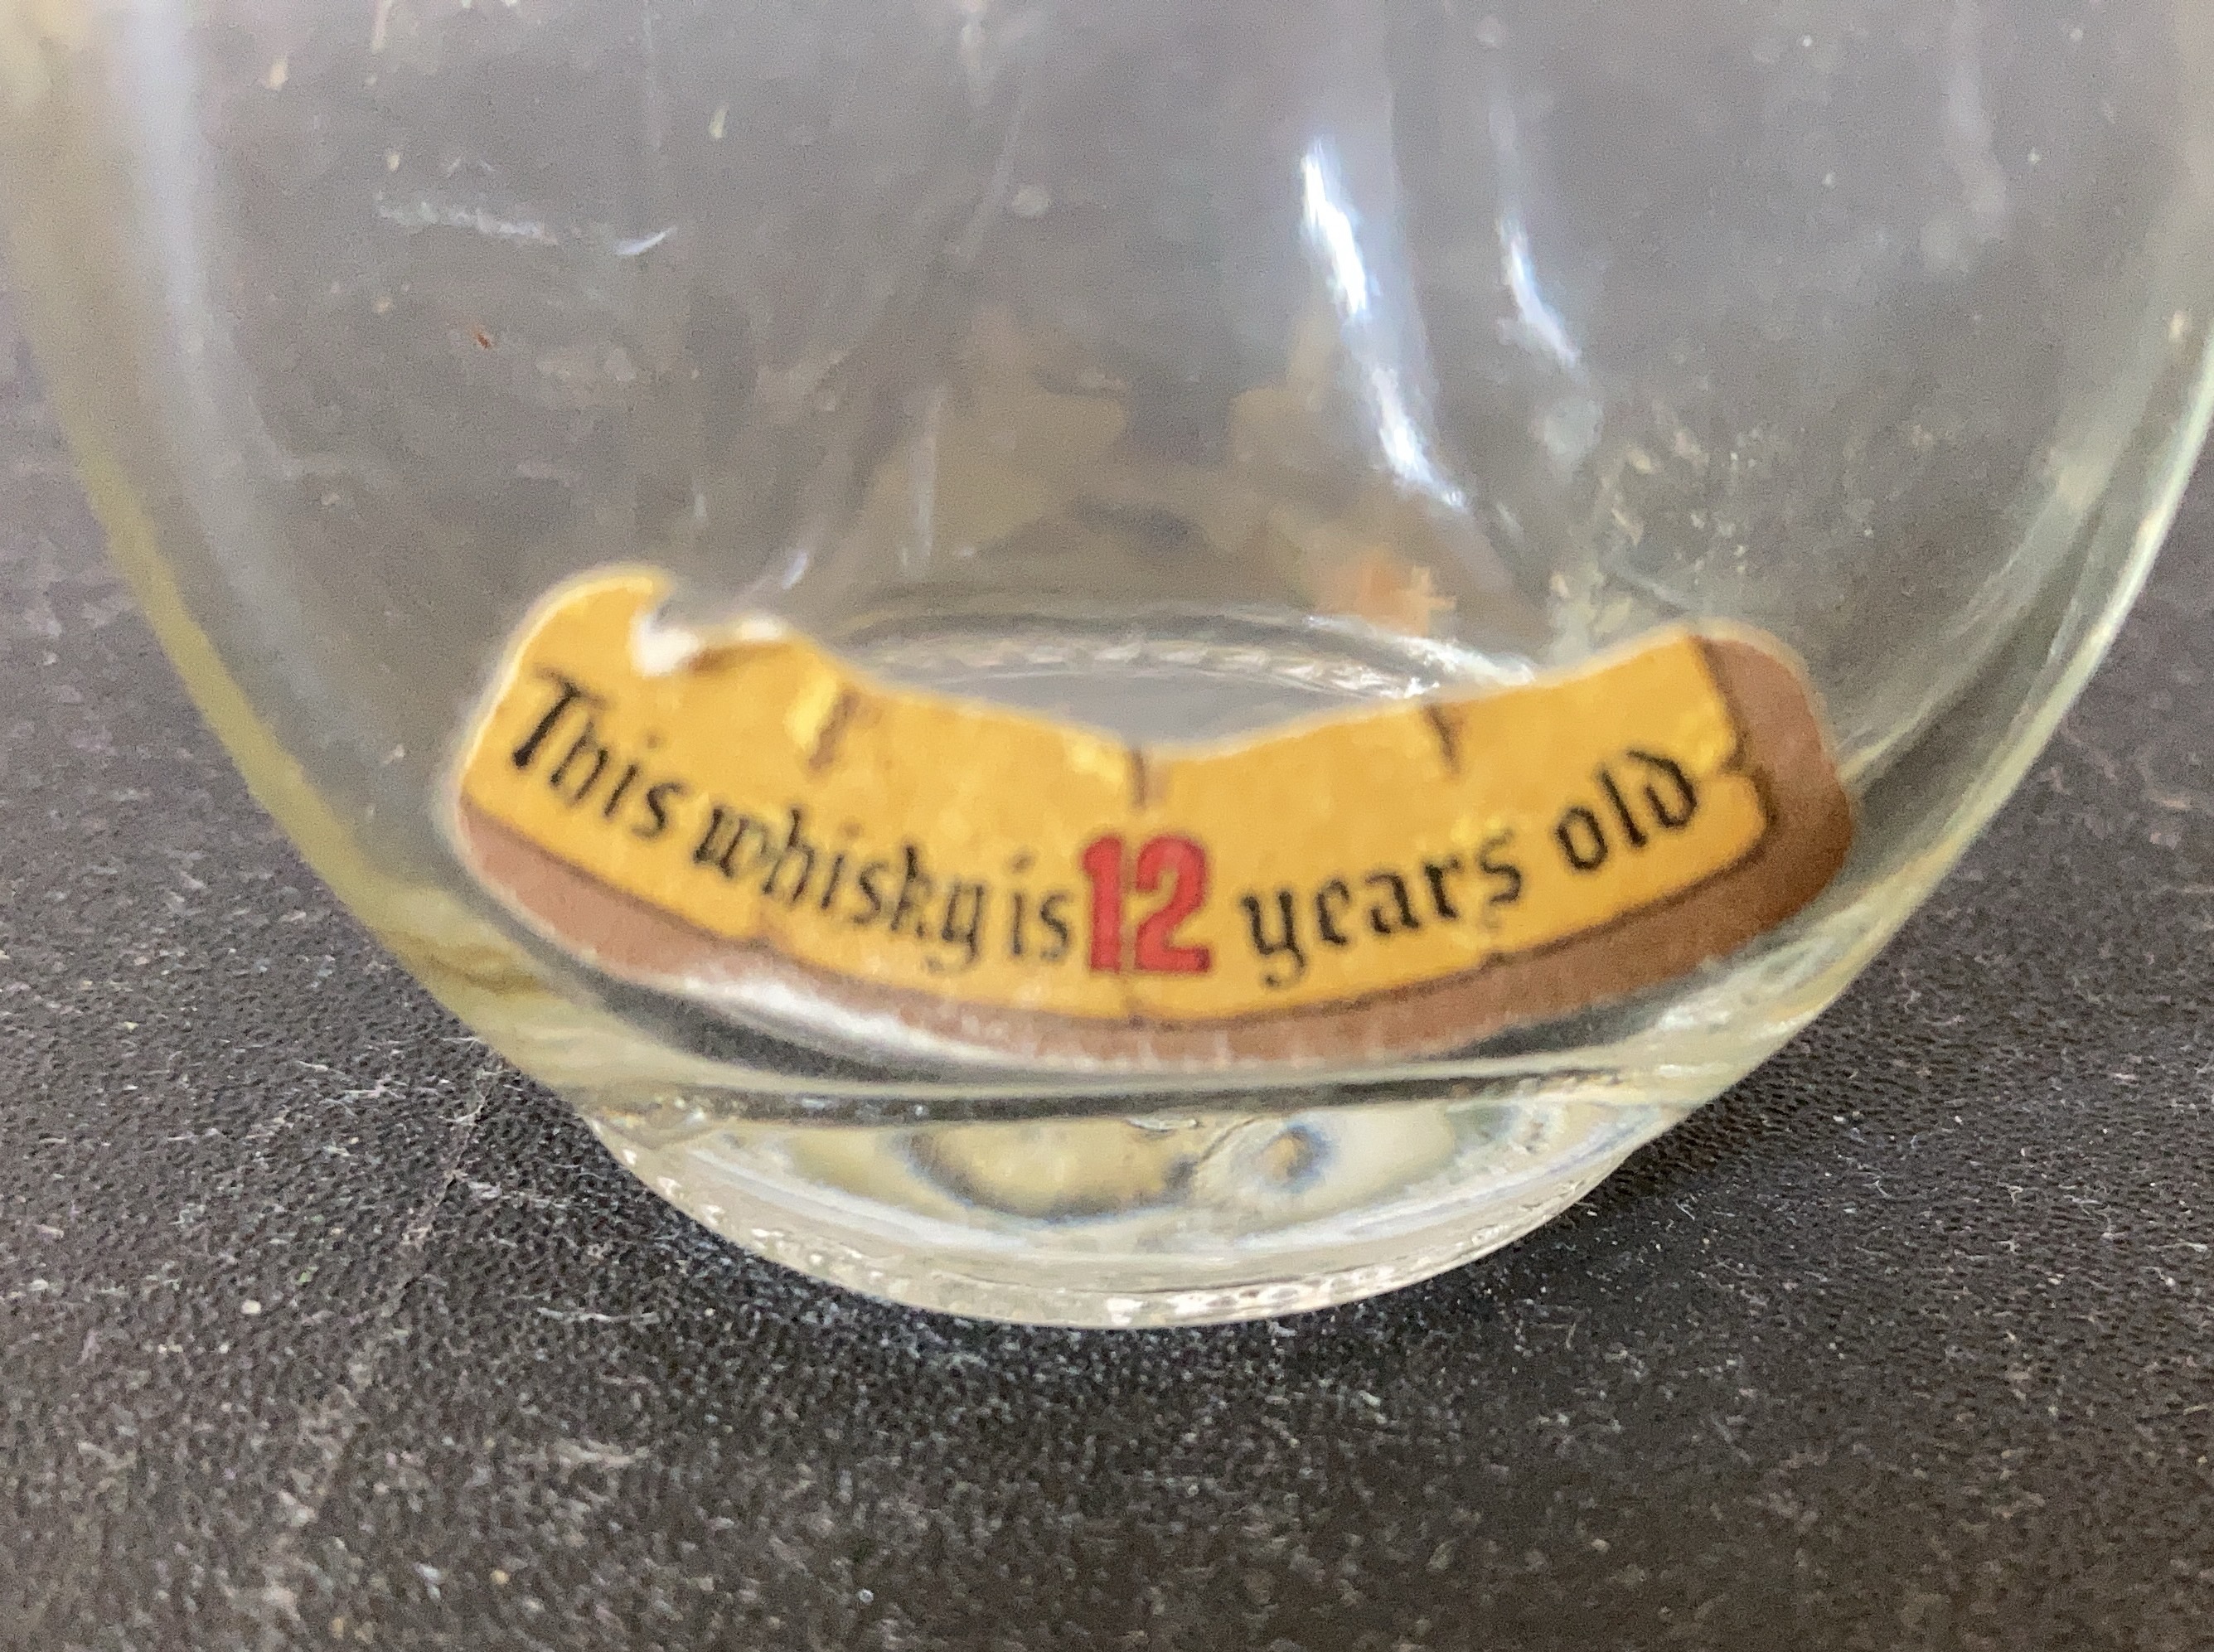 This whisky is 12 years old